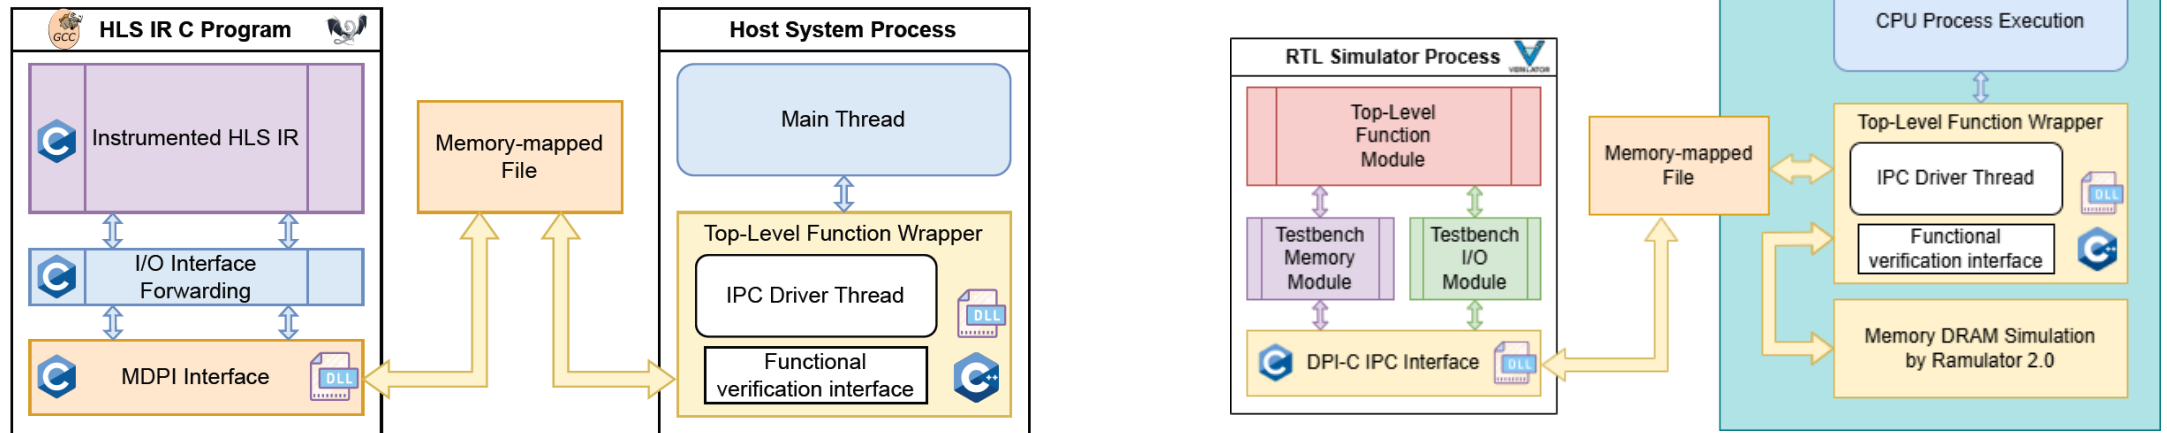 HLS IR C Program
GCC
Instrumented HLS IR
I/O Interface
Forwarding
MDPI Interface
DLL
Memory-mapped
File
Host System Process
Main Thread
Top-Level Function Wrapper
IPC Driver Thread
DLL
Functional
verification interface
RTL Simulator Process
VERILATOR
Top-Level
Function
Module
Testbench
Memory
Module
Testbench
I/O
Module
DPI-C IPC Interface
DLL
Memory-mapped
File
CPU Process Execution
Top-Level Function Wrapper
IPC Driver Thread
DLL
Functional
verification interface
Memory DRAM Simulation
by Ramulator 2.0